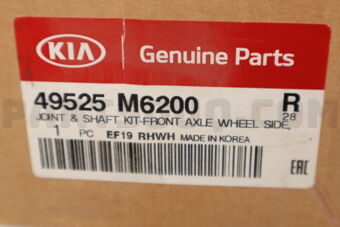 KIA Genuine Parts
49525 M6200 R
JOINT & SHAFT KIT-FRONT AXLE WHEEL SIDE, 28
1 PC EF19 RHWH MADE IN KOREA
EAC